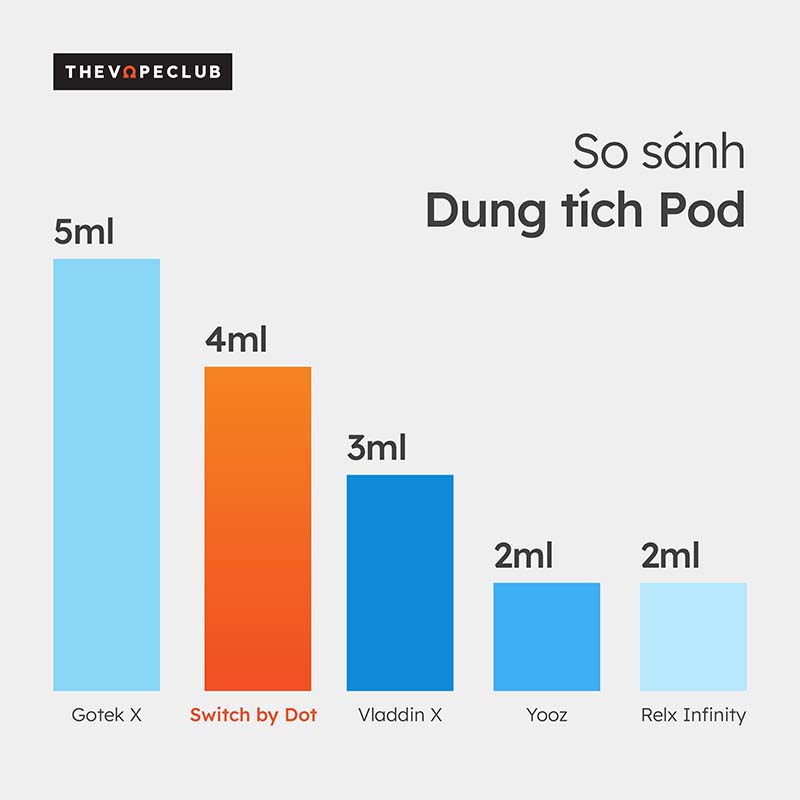 THEVAPECLUB
So sánh
Dung tích Pod
5ml
4ml
3ml
2ml
2ml
Gotek X
Switch by Dot
Vladdin X
Yooz
Relx Infinity